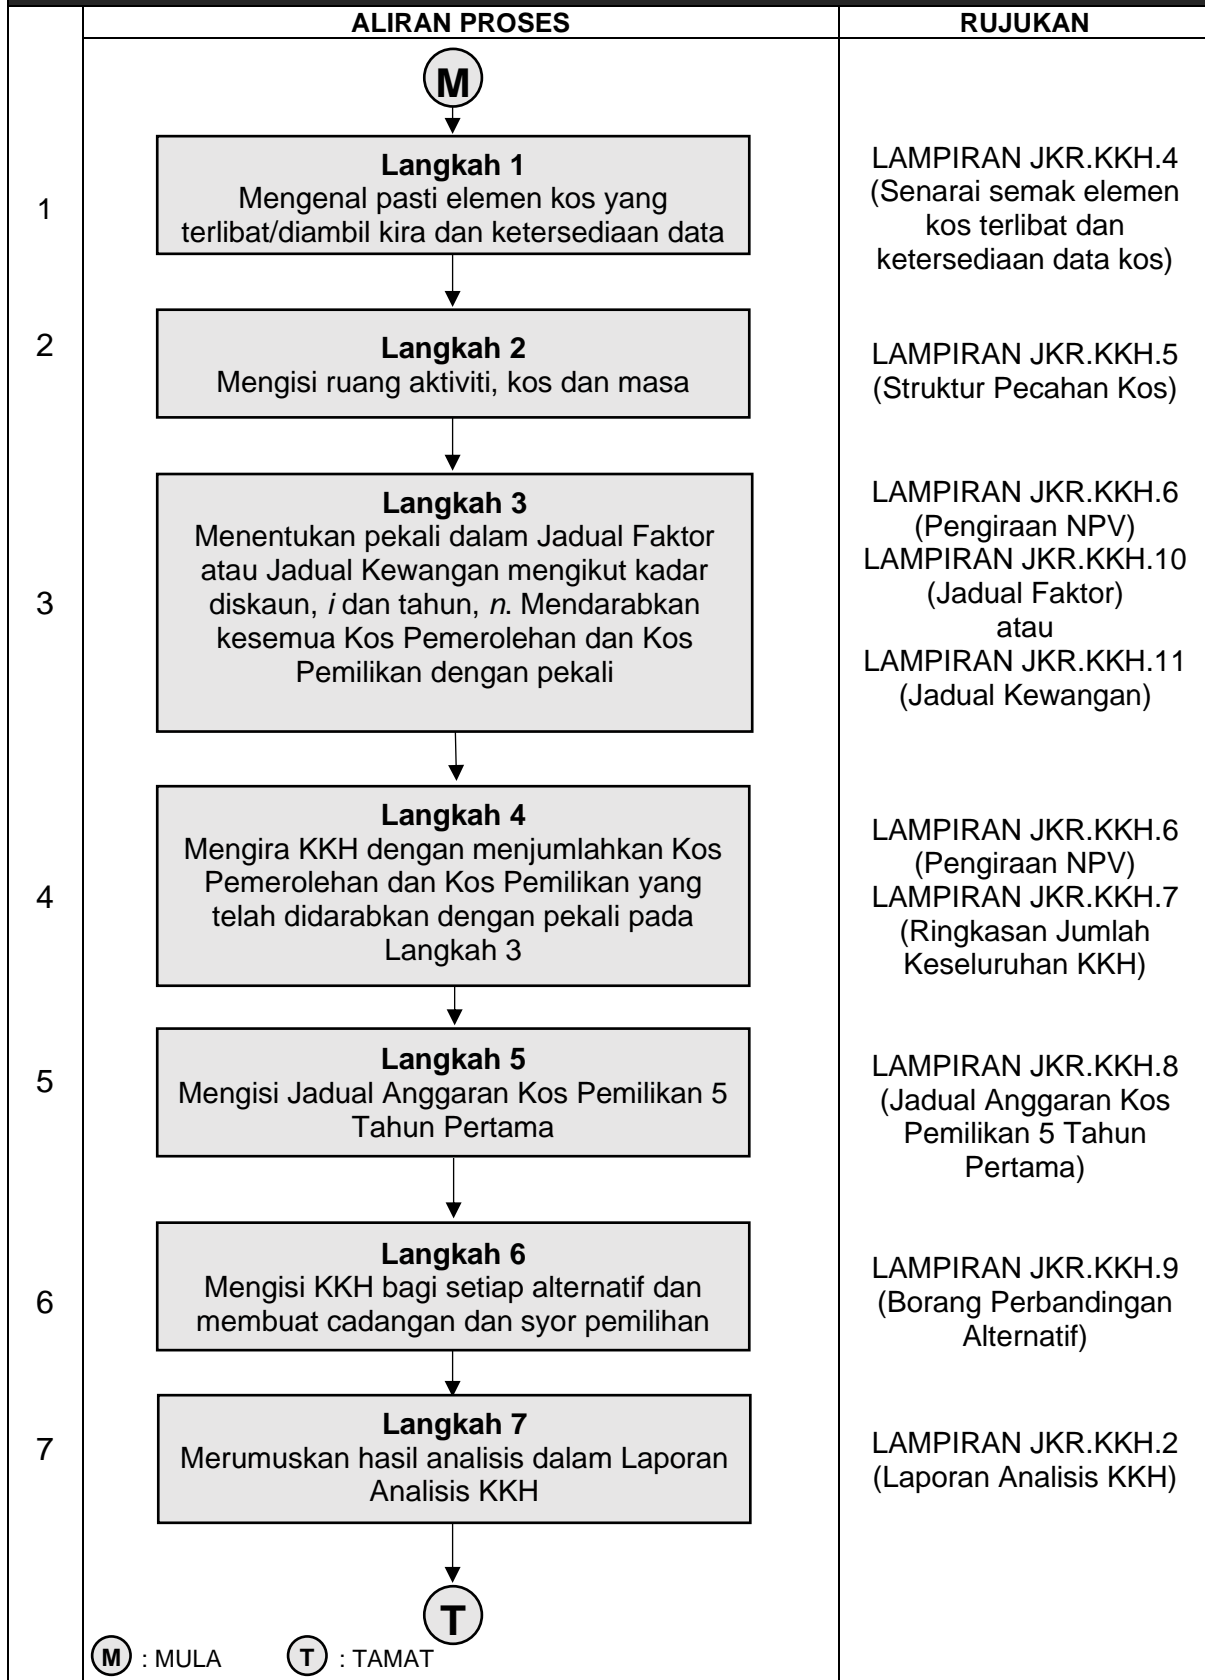 ALIRAN PROSES
RUJUKAN
M
1
Langkah 1
Mengenal pasti elemen kos yang
terlibat/diambil kira dan ketersediaan data
LAMPIRAN JKR.KKH.4
(Senarai semak elemen
kos terlibat dan
ketersediaan data kos)
2
Langkah 2
Mengisi ruang aktiviti, kos dan masa
LAMPIRAN JKR.KKH.5
(Struktur Pecahan Kos)
3
Langkah 3
Menentukan pekali dalam Jadual Faktor
atau Jadual Kewangan mengikut kadar
diskaun, i dan tahun, n. Mendarabkan
kesemua Kos Pemerolehan dan Kos
Pemilikan dengan pekali
LAMPIRAN JKR.KKH.6
(Pengiraan NPV)
LAMPIRAN JKR.KKH.10
(Jadual Faktor)
atau
LAMPIRAN JKR.KKH.11
(Jadual Kewangan)
4
Langkah 4
Mengira KKH dengan menjumlahkan Kos
Pemerolehan dan Kos Pemilikan yang
telah didarabkan dengan pekali pada
Langkah 3
LAMPIRAN JKR.KKH.6
(Pengiraan NPV)
LAMPIRAN JKR.KKH.7
(Ringkasan Jumlah
Keseluruhan KKH)
5
Langkah 5
Mengisi Jadual Anggaran Kos Pemilikan 5
Tahun Pertama
LAMPIRAN JKR.KKH.8
(Jadual Anggaran Kos
Pemilikan 5 Tahun
Pertama)
6
Langkah 6
Mengisi KKH bagi setiap alternatif dan
membuat cadangan dan syor pemilihan
LAMPIRAN JKR.KKH.9
(Borang Perbandingan
Alternatif)
7
Langkah 7
Merumuskan hasil analisis dalam Laporan
Analisis KKH
LAMPIRAN JKR.KKH.2
(Laporan Analisis KKH)
T
M : MULA T : TAMAT